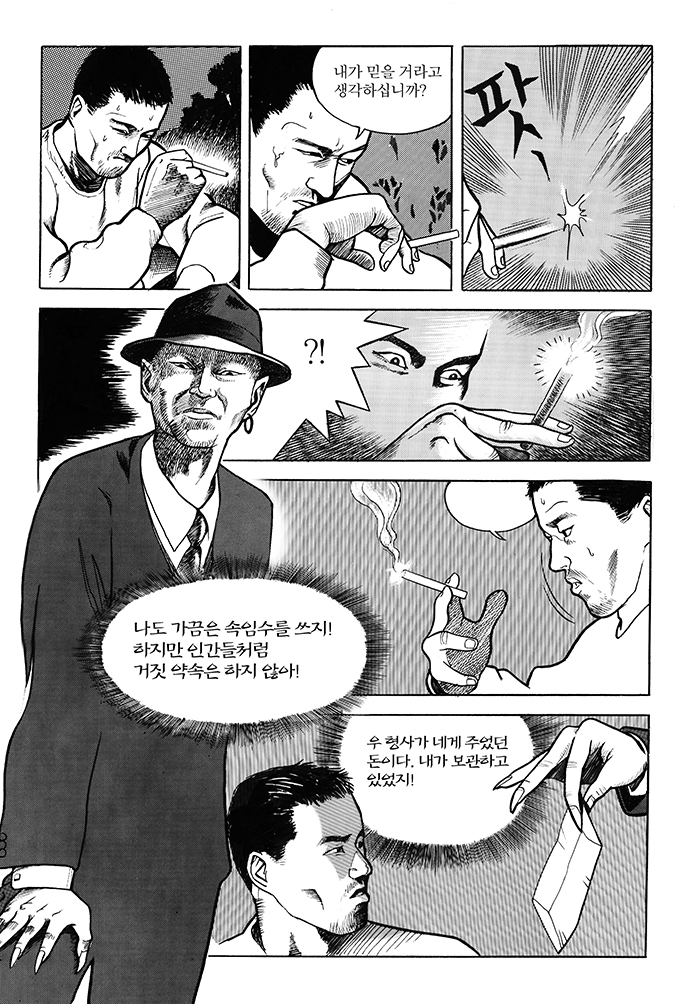 내가 믿을 거라고
생각하십니까?
팟,
?!
나도 가끔은 속임수를 쓰지!
하지만 인간들처럼
거짓 약속은 하지 않아!
우 형사가 네게 주었던
돈이다. 내가 보관하고
있었지!